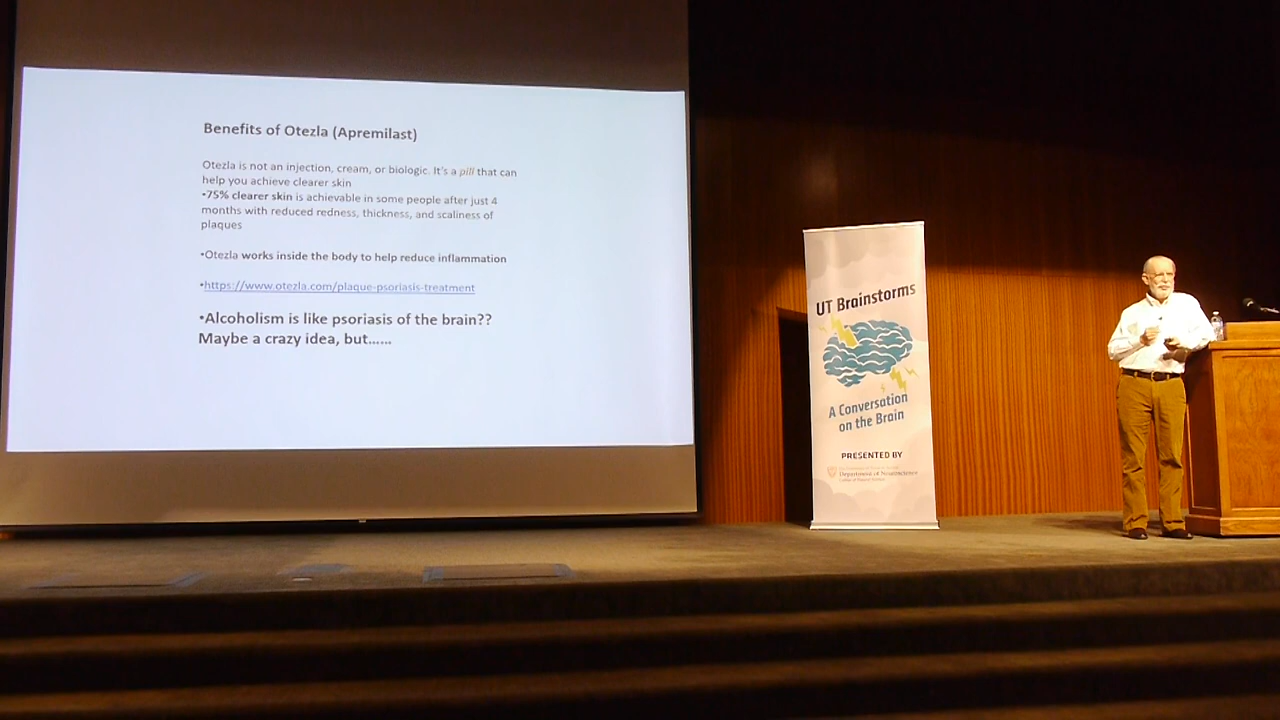 Benefits of Otezla (Apremilast)
Otezla is not an injection, cream, or biologic. It's a pill that can
help you achieve clearer skin
•75% clearer skin is achievable in some people after just 4
months with reduced redness, thickness, and scaliness of
plaques
•Otezla works inside the body to help reduce inflammation
•https://www.otezla.com/plaque-psoriasis-treatment
•Alcoholism is like psoriasis of the brain??
Maybe a crazy idea, but......
UT Brainstorms
A Conversation
on the Brain
PRESENTED BY
Department of Neuroscience